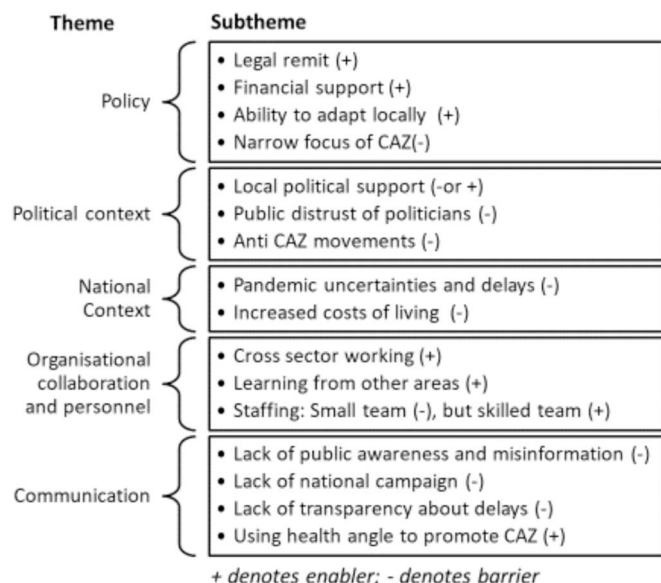 Theme
Subtheme
Policy
• Legal remit (+)
• Financial support (+)
• Ability to adapt locally (+)
• Narrow focus of CAZ(-)
Political context
• Local political support (-or +)
• Public distrust of politicians (-)
• Anti CAZ movements (-)
National
Context
• Pandemic uncertainties and delays (-)
• Increased costs of living (-)
Organisational
collaboration
and personnel
• Cross sector working (+)
• Learning from other areas (+)
• Staffing: Small team (-), but skilled team (+)
Communication
• Lack of public awareness and misinformation (-)
• Lack of national campaign (-)
• Lack of transparency about delays (-)
• Using health angle to promote CAZ (+)
+ denotes enabler; - denotes barrier